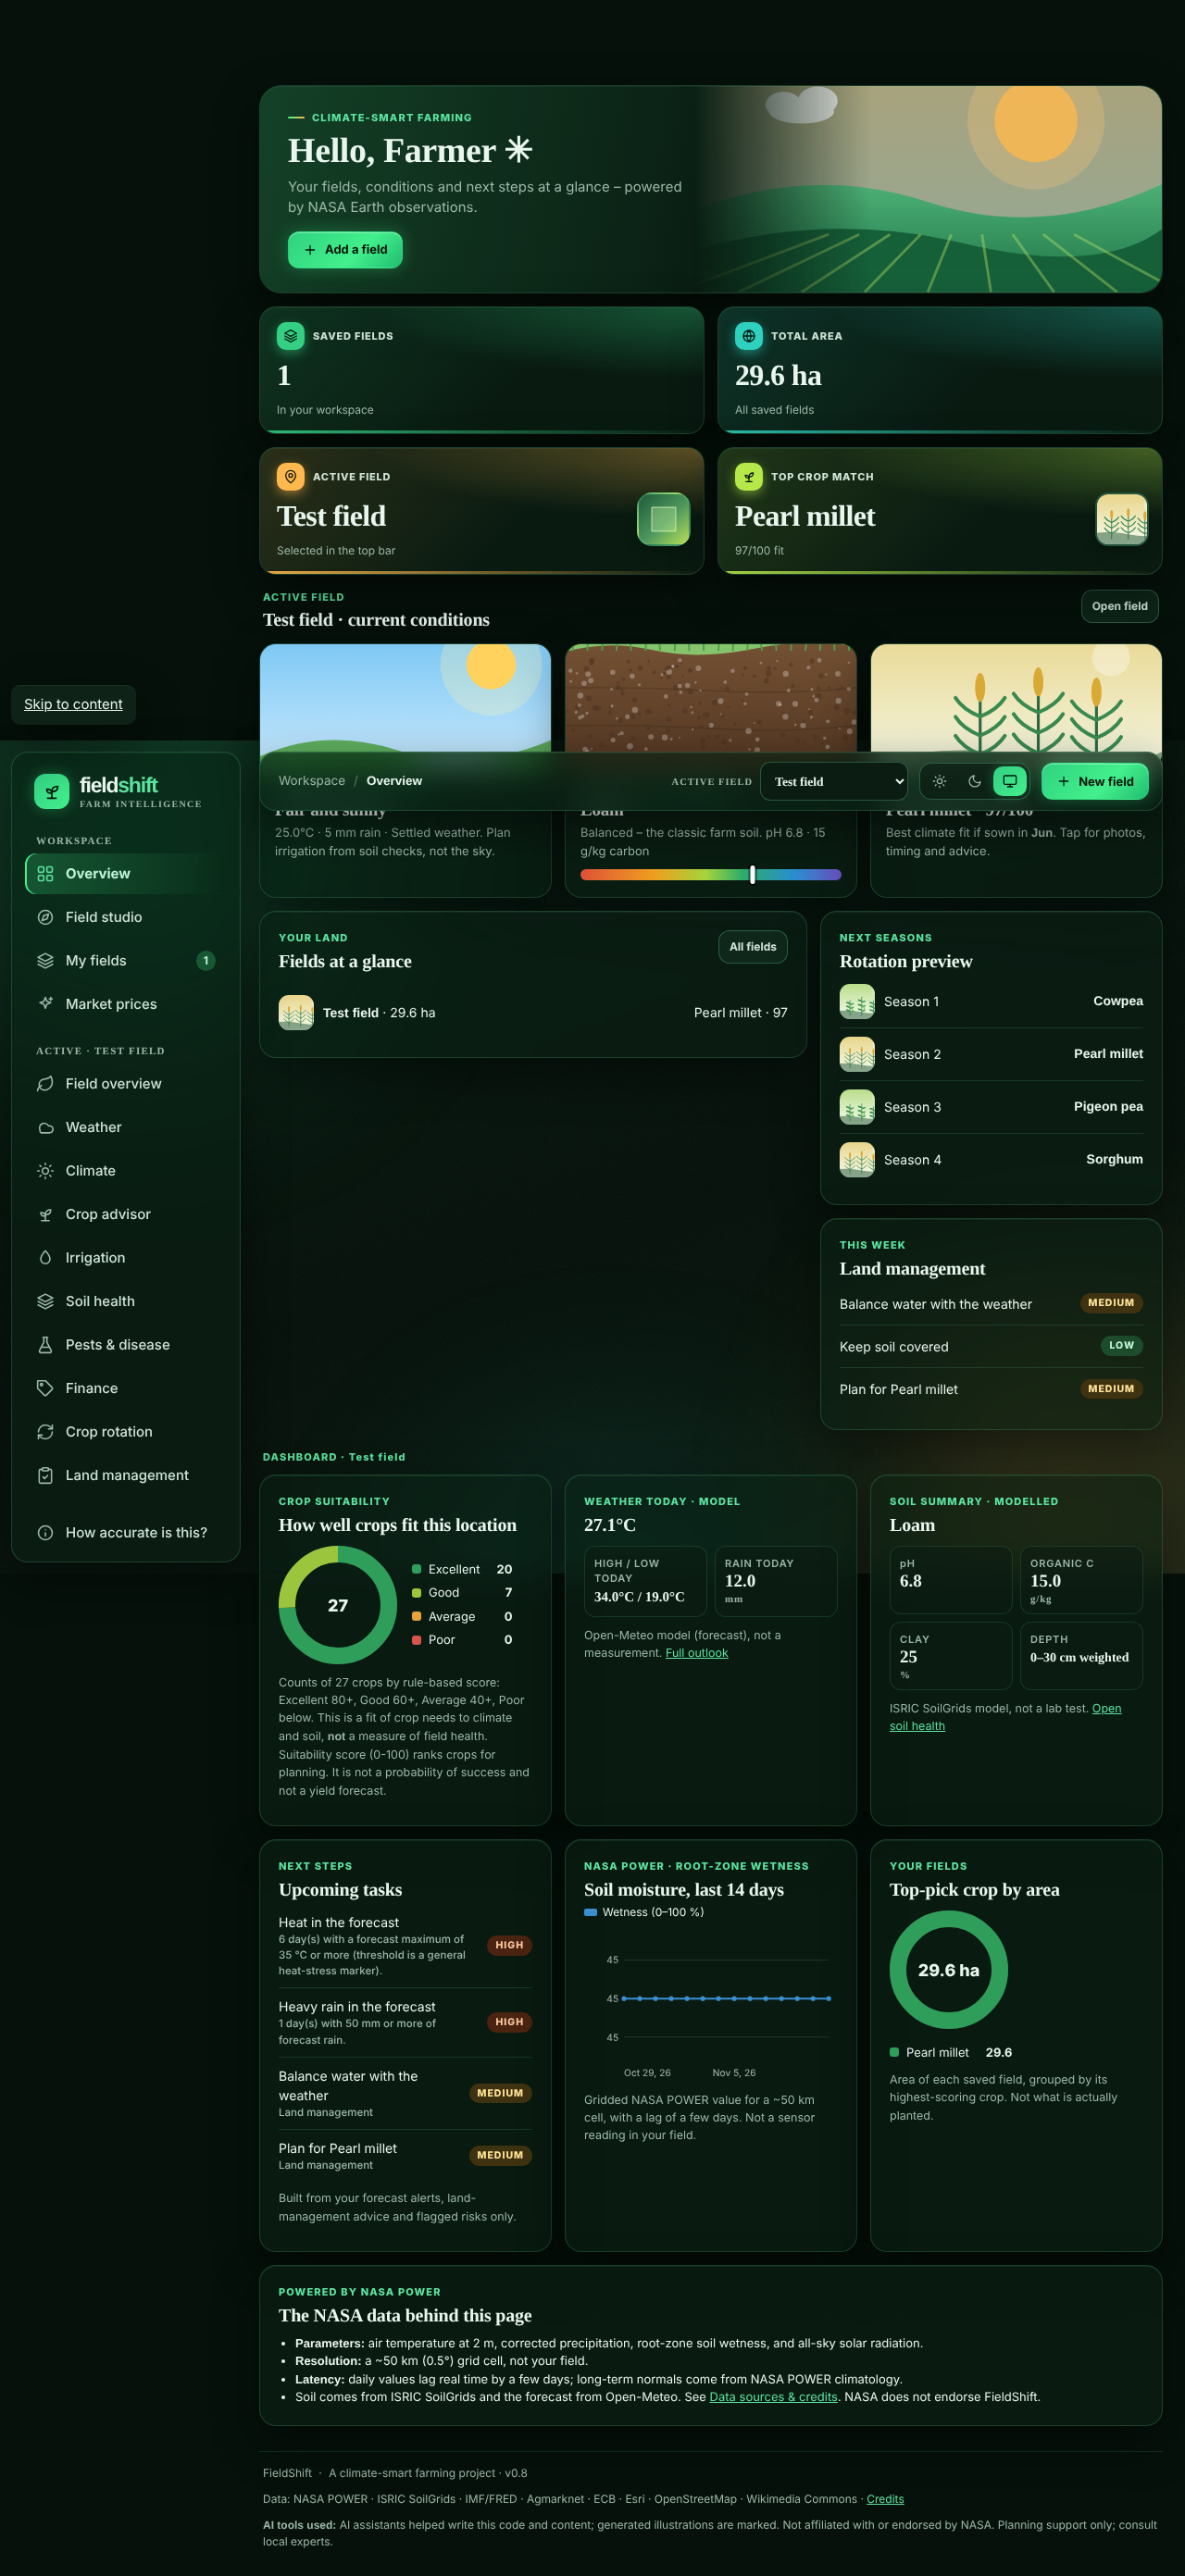 CLIMATE-SMART FARMING
Hello, Farmer ✳
Your fields, conditions and next steps at a glance – powered
by NASA Earth observations.
+ Add a field
SAVED FIELDS
1
In your workspace
TOTAL AREA
29.6 ha
All saved fields
ACTIVE FIELD
Test field
Selected in the top bar
TOP CROP MATCH
Pearl millet
97/100 fit
ACTIVE FIELD
Test field · current conditions
Open field
Skip to content
fieldshift
FARM INTELLIGENCE
WORKSPACE
Overview
Field studio
My fields 1
Market prices
ACTIVE · TEST FIELD
Field overview
Weather
Climate
Crop advisor
Irrigation
Soil health
Pests & disease
Finance
Crop rotation
Land management
How accurate is this?
Workspace / Overview
ACTIVE FIELD
Test field
+ New field
Fair and sunny
25.0°C · 5 mm rain · Settled weather. Plan
irrigation from soil checks, not the sky.
Loam
Balanced – the classic farm soil. pH 6.8 · 15
g/kg carbon
Pearl millet · 97/100
Best climate fit if sown in Jun. Tap for photos,
timing and advice.
YOUR LAND
Fields at a glance
All fields
Test field · 29.6 ha
Pearl millet · 97
NEXT SEASONS
Rotation preview
Season 1 Cowpea
Season 2 Pearl millet
Season 3 Pigeon pea
Season 4 Sorghum
THIS WEEK
Land management
Balance water with the weather MEDIUM
Keep soil covered LOW
Plan for Pearl millet MEDIUM
DASHBOARD · Test field
CROP SUITABILITY
How well crops fit this location
27
Excellent 20
Good 7
Average 0
Poor 0
Counts of 27 crops by rule-based score:
Excellent 80+, Good 60+, Average 40+, Poor
below. This is a fit of crop needs to climate
and soil, not a measure of field health.
Suitability score (0-100) ranks crops for
planning. It is not a probability of success and
not a yield forecast.
WEATHER TODAY · MODEL
27.1°C
HIGH / LOW
TODAY
34.0°C / 19.0°C
RAIN TODAY
12.0
mm
Open-Meteo model (forecast), not a
measurement. Full outlook
SOIL SUMMARY · MODELLED
Loam
pH
6.8
ORGANIC C
15.0
g/kg
CLAY
25
%
DEPTH
0–30 cm weighted
ISRIC SoilGrids model, not a lab test. Open
soil health
NEXT STEPS
Upcoming tasks
Heat in the forecast
6 day(s) with a forecast maximum of
35 °C or more (threshold is a general
heat-stress marker).
HIGH
Heavy rain in the forecast
1 day(s) with 50 mm or more of
forecast rain.
HIGH
Balance water with the
weather
Land management
MEDIUM
Plan for Pearl millet
Land management
MEDIUM
Built from your forecast alerts, land-
management advice and flagged risks only.
NASA POWER · ROOT-ZONE WETNESS
Soil moisture, last 14 days
Wetness (0–100 %)
45
45
45
Oct 29, 26 Nov 5, 26
Gridded NASA POWER value for a ~50 km
cell, with a lag of a few days. Not a sensor
reading in your field.
YOUR FIELDS
Top-pick crop by area
29.6 ha
Pearl millet 29.6
Area of each saved field, grouped by its
highest-scoring crop. Not what is actually
planted.
POWERED BY NASA POWER
The NASA data behind this page
• Parameters: air temperature at 2 m, corrected precipitation, root-zone soil wetness, and all-sky solar radiation.
• Resolution: a ~50 km (0.5°) grid cell, not your field.
• Latency: daily values lag real time by a few days; long-term normals come from NASA POWER climatology.
• Soil comes from ISRIC SoilGrids and the forecast from Open-Meteo. See Data sources & credits. NASA does not endorse FieldShift.
FieldShift · A climate-smart farming project · v0.8
Data: NASA POWER · ISRIC SoilGrids · IMF/FRED · Agmarknet · ECB · Esri · OpenStreetMap · Wikimedia Commons · Credits
AI tools used: AI assistants helped write this code and content; generated illustrations are marked. Not affiliated with or endorsed by NASA. Planning support only; consult
local experts.